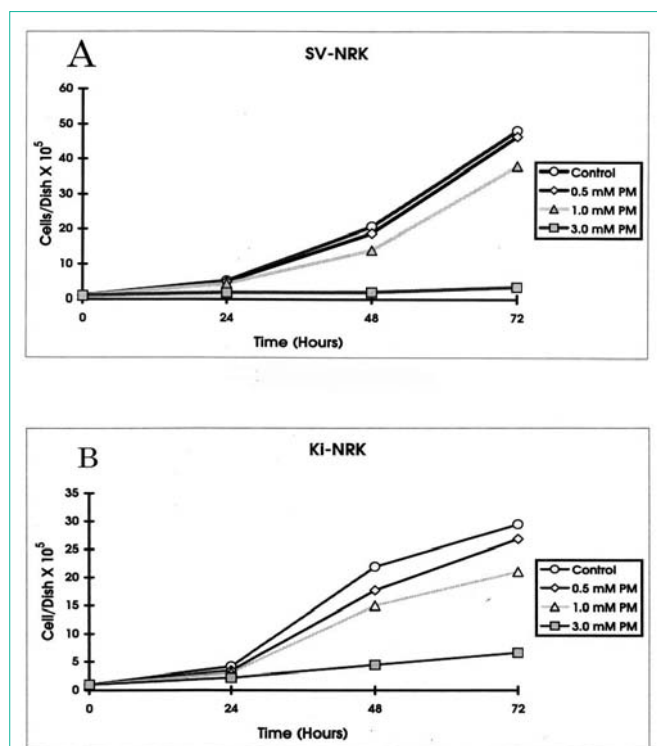 A
SV-NRK
60
50
40
30
20
10
0
Cells/Dish X 10⁵
0 24 48 72
Time (Hours)
Control
0.5 mM PM
1.0 mM PM
3.0 mM PM
B
Ki-NRK
35
30
25
20
15
10
5
0
Cell/Dish X 10⁵
0 24 48 72
Time (Hours)
Control
0.5 mM PM
1.0 mM PM
3.0 mM PM